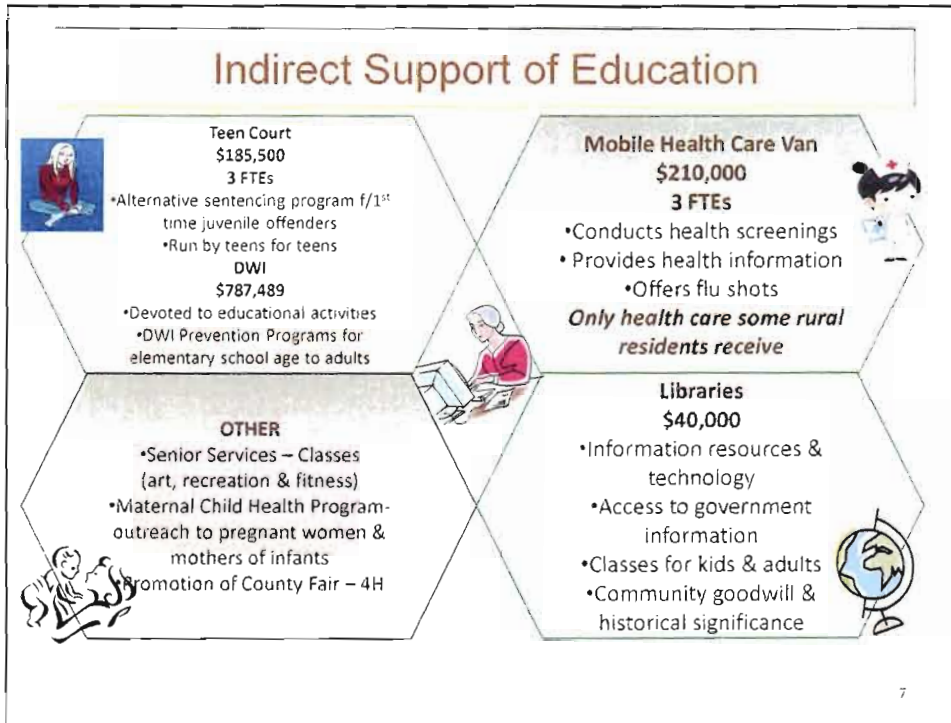 Indirect Support of Education
Teen Court
$185,500
3 FTEs
•Alternative sentencing program f/1st
time juvenile offenders
•Run by teens for teens
DWI
$787,489
•Devoted to educational activities
•DWI Prevention Programs for
elementary school age to adults
Mobile Health Care Van
$210,000
3 FTEs
•Conducts health screenings
• Provides health information
•Offers flu shots
Only health care some rural
residents receive
OTHER
•Senior Services – Classes
(art, recreation & fitness)
•Maternal Child Health Program-
outreach to pregnant women &
mothers of infants
•Promotion of County Fair – 4H
Libraries
$40,000
•Information resources &
technology
•Access to government
information
•Classes for kids & adults
•Community goodwill &
historical significance
7